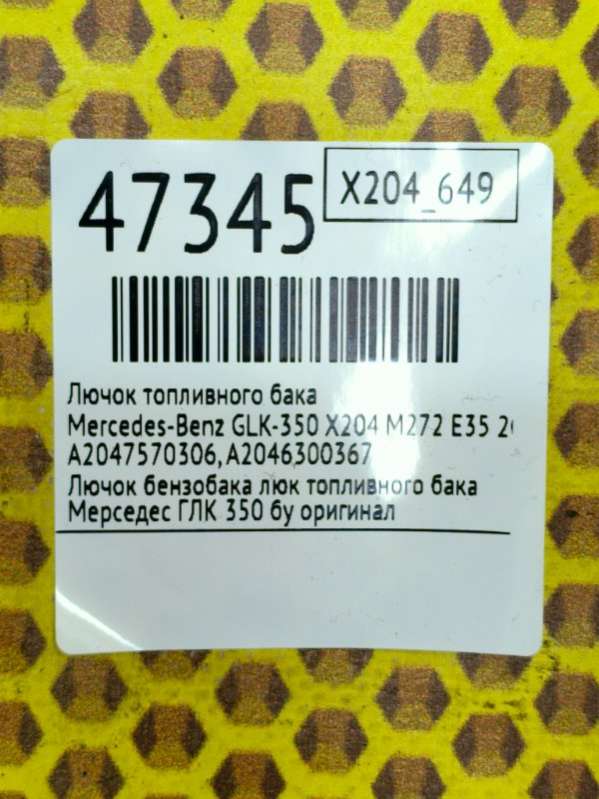 47345
X204_649
Лючок топливного бака
Mercedes-Benz GLK-350 X204 M272 E35
A2047570306,A2046300367
Лючок бензобака люк топливного бака
Мерседес ГЛК 350 бу оригинал